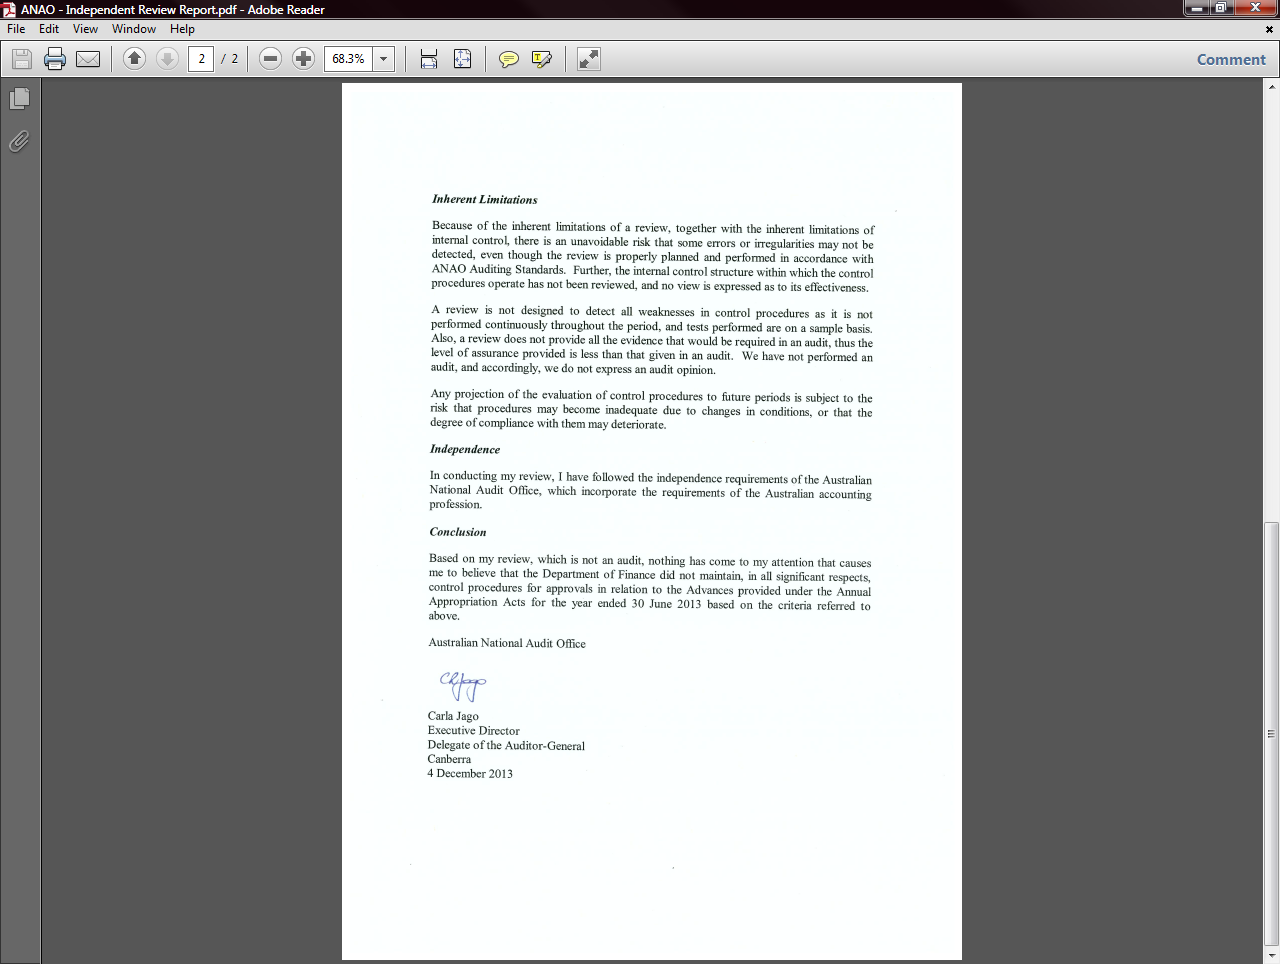 ANAO - Independent Review Report.pdf - Adobe Reader
File Edit View Window Help
2 / 2 68.3% Comment
Inherent Limitations
Because of the inherent limitations of a review, together with the inherent limitations of
internal control, there is an unavoidable risk that some errors or irregularities may not be
detected, even though the review is properly planned and performed in accordance with
ANAO Auditing Standards. Further, the internal control structure within which the control
procedures operate has not been reviewed, and no view is expressed as to its effectiveness.
A review is not designed to detect all weaknesses in control procedures as it is not
performed continuously throughout the period, and tests performed are on a sample basis.
Also, a review does not provide all the evidence that would be required in an audit, thus the
level of assurance provided is less than that given in an audit. We have not performed an
audit, and accordingly, we do not express an audit opinion.
Any projection of the evaluation of control procedures to future periods is subject to the
risk that procedures may become inadequate due to changes in conditions, or that the
degree of compliance with them may deteriorate.
Independence
In conducting my review, I have followed the independence requirements of the Australian
National Audit Office, which incorporate the requirements of the Australian accounting
profession.
Conclusion
Based on my review, which is not an audit, nothing has come to my attention that causes
me to believe that the Department of Finance did not maintain, in all significant respects,
control procedures for approvals in relation to the Advances provided under the Annual
Appropriation Acts for the year ended 30 June 2013 based on the criteria referred to
above.
Australian National Audit Office
Carla Jago
Executive Director
Delegate of the Auditor-General
Canberra
4 December 2013